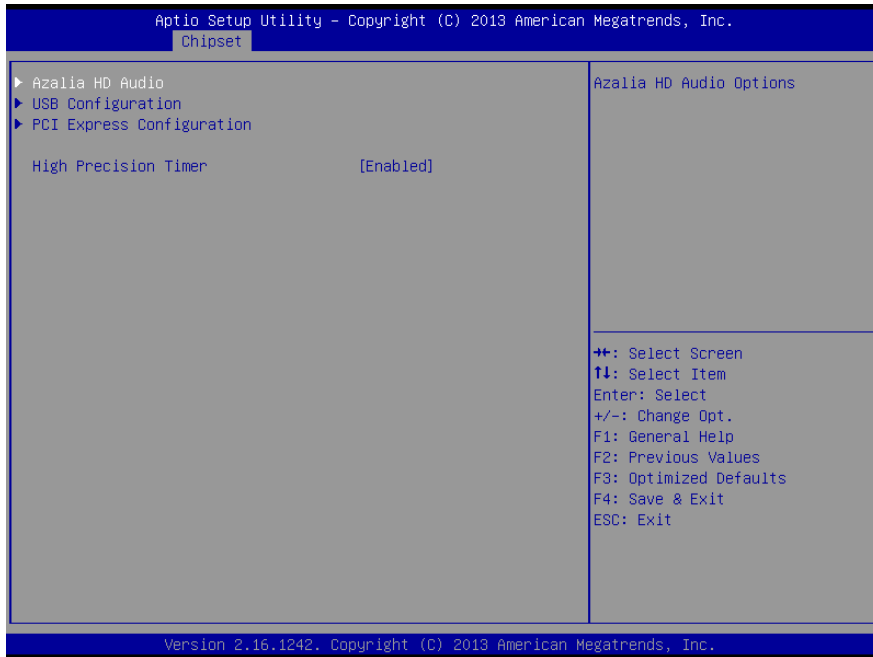 Aptio Setup Utility – Copyright (C) 2013 American Megatrends, Inc.
Chipset
▶ Azalia HD Audio
▶ USB Configuration
▶ PCI Express Configuration
High Precision Timer [Enabled]
Azalia HD Audio Options
→←: Select Screen
↑↓: Select Item
Enter: Select
+/-: Change Opt.
F1: General Help
F2: Previous Values
F3: Optimized Defaults
F4: Save & Exit
ESC: Exit
Version 2.16.1242. Copyright (C) 2013 American Megatrends, Inc.